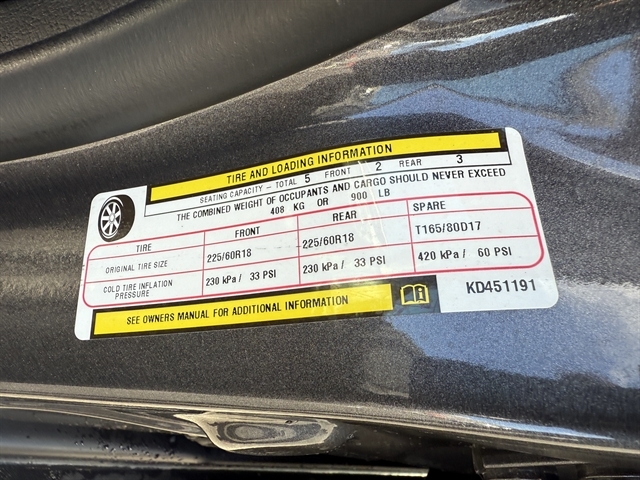 TIRE AND LOADING INFORMATION
SEATING CAPACITY - TOTAL 5 FRONT 2 REAR 3
THE COMBINED WEIGHT OF OCCUPANTS AND CARGO SHOULD NEVER EXCEED
408 KG OR 900 LB
TIRE FRONT REAR SPARE
ORIGINAL TIRE SIZE 225/60R18 225/60R18 T165/80D17
COLD TIRE INFLATION PRESSURE 230 kPa / 33 PSI 230 kPa / 33 PSI 420 kPa / 60 PSI
SEE OWNERS MANUAL FOR ADDITIONAL INFORMATION
KD451191